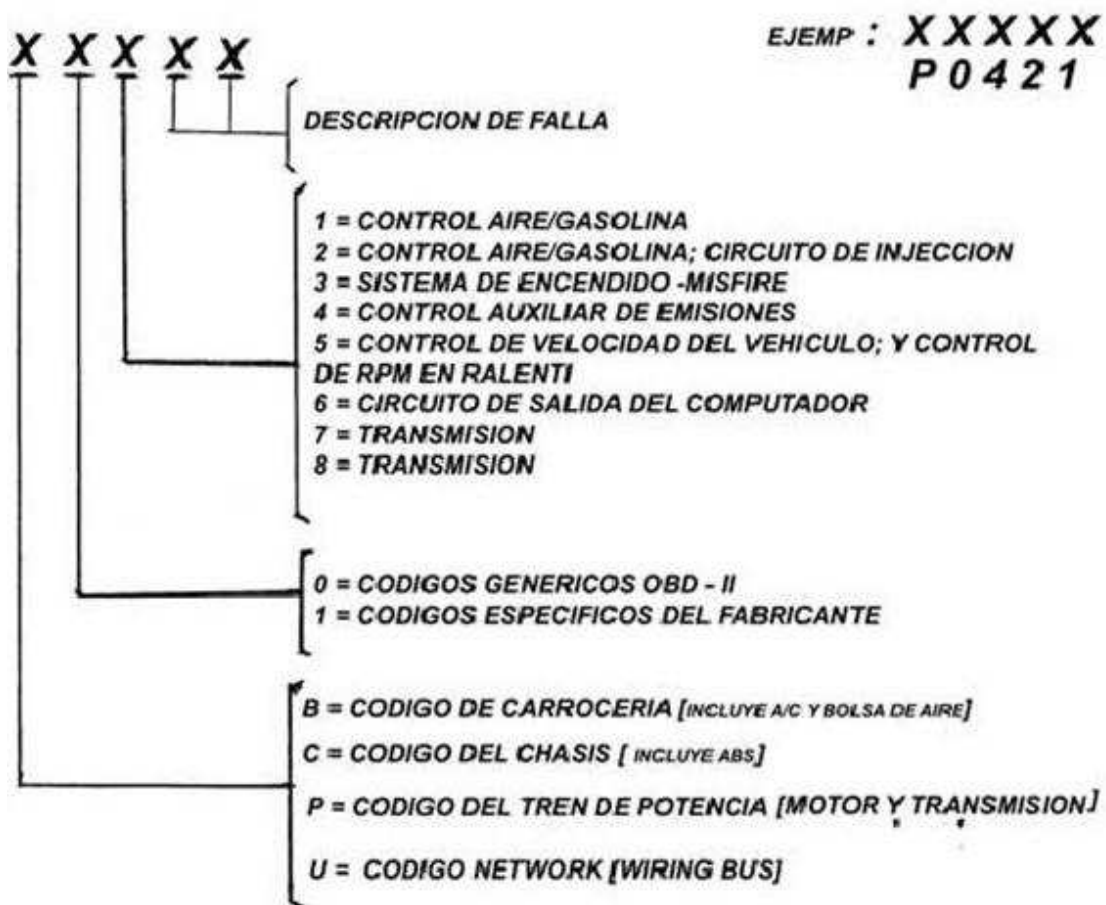 X X X X X
EJEMP : X X X X X
P 0 4 2 1
DESCRIPCION DE FALLA
1 = CONTROL AIRE/GASOLINA
2 = CONTROL AIRE/GASOLINA; CIRCUITO DE INJECCION
3 = SISTEMA DE ENCENDIDO -MISFIRE
4 = CONTROL AUXILIAR DE EMISIONES
5 = CONTROL DE VELOCIDAD DEL VEHICULO; Y CONTROL
DE RPM EN RALENTI
6 = CIRCUITO DE SALIDA DEL COMPUTADOR
7 = TRANSMISION
8 = TRANSMISION
0 = CODIGOS GENERICOS OBD - II
1 = CODIGOS ESPECIFICOS DEL FABRICANTE
B = CODIGO DE CARROCERIA [INCLUYE A/C Y BOLSA DE AIRE]
C = CODIGO DEL CHASIS [ INCLUYE ABS]
P = CODIGO DEL TREN DE POTENCIA [MOTOR Y TRANSMISION]
U = CODIGO NETWORK [WIRING BUS]